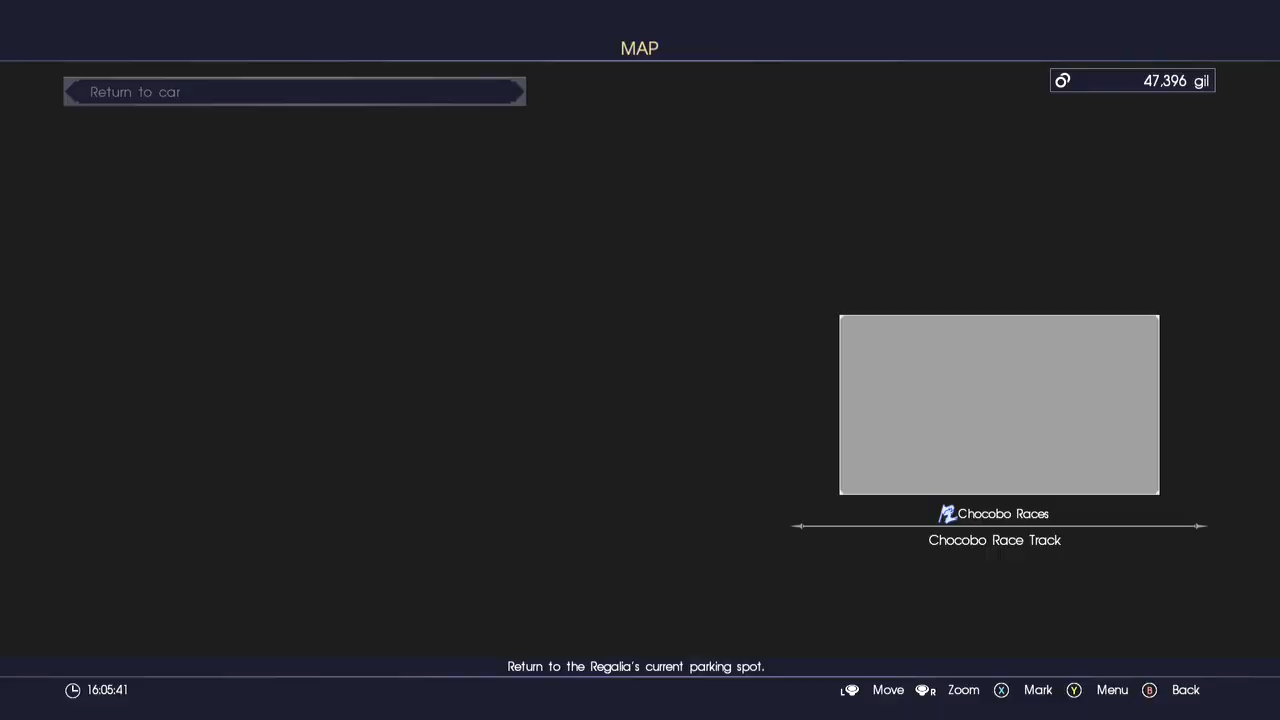 MAP
Return to car
47,396 gil
Chocobo Races
Chocobo Race Track
Return to the Regalia's current parking spot.
16:05:41
L Move R Zoom X Mark Y Menu B Back